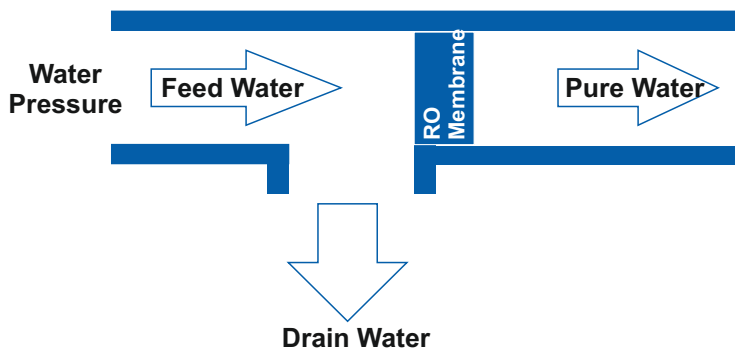 Water
Pressure
Feed Water
RO
Membrane
Pure Water
Drain Water